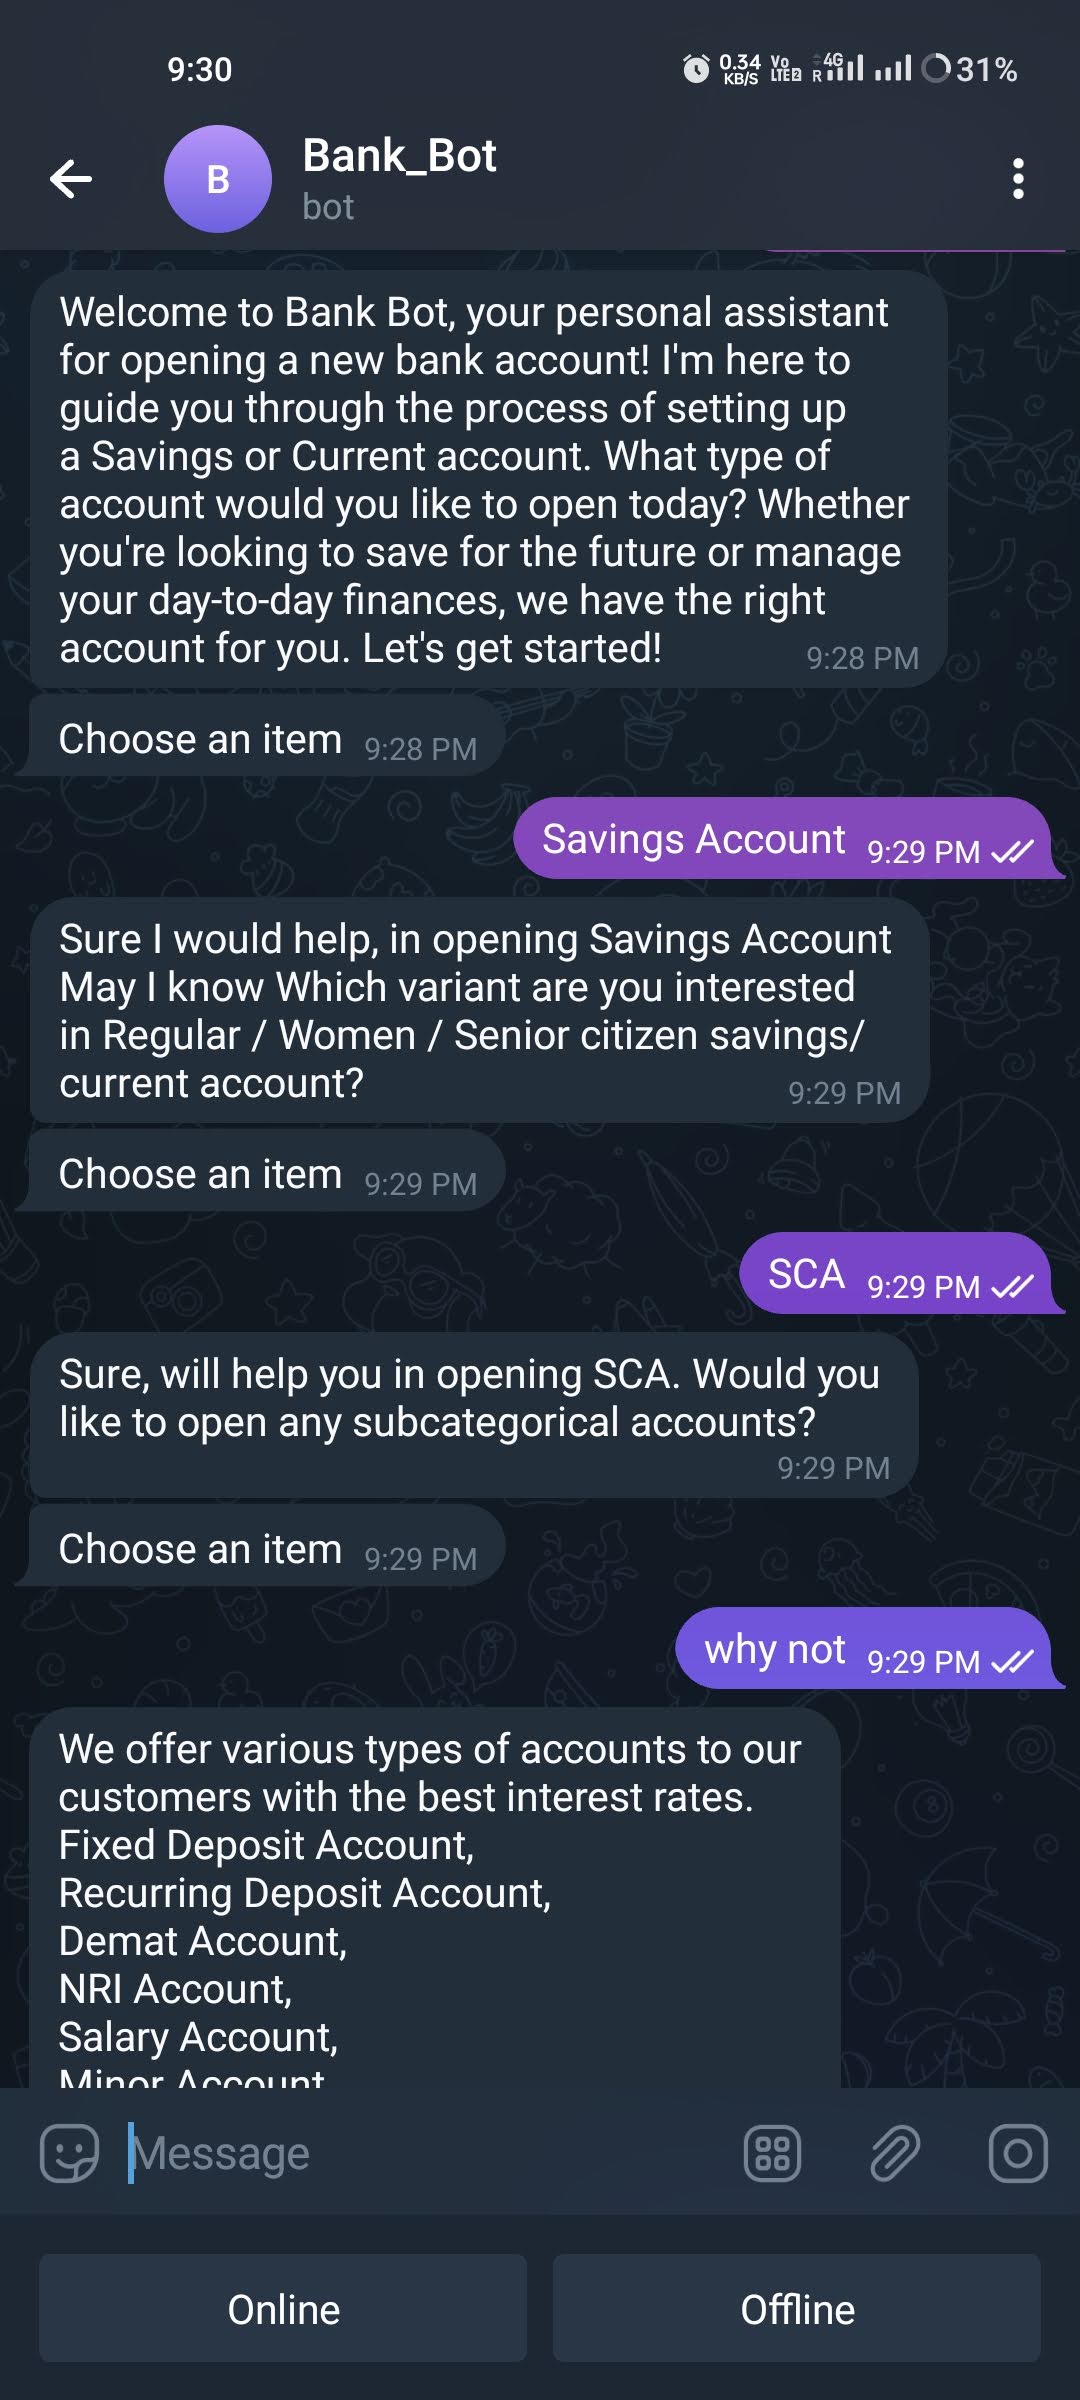 9:30
0.34 KB/S
Vo LTE2
4G
R
31%
B
Bank_Bot
bot
Welcome to Bank Bot, your personal assistant
for opening a new bank account! I'm here to
guide you through the process of setting up
a Savings or Current account. What type of
account would you like to open today? Whether
you're looking to save for the future or manage
your day-to-day finances, we have the right
account for you. Let's get started!
9:28 PM
Choose an item 9:28 PM
Savings Account 9:29 PM
Sure I would help, in opening Savings Account
May I know Which variant are you interested
in Regular / Women / Senior citizen savings/
current account?
9:29 PM
Choose an item 9:29 PM
SCA 9:29 PM
Sure, will help you in opening SCA. Would you
like to open any subcategorical accounts?
9:29 PM
Choose an item 9:29 PM
why not 9:29 PM
We offer various types of accounts to our
customers with the best interest rates.
Fixed Deposit Account,
Recurring Deposit Account,
Demat Account,
NRI Account,
Salary Account,
Minor Account
Message
Online
Offline